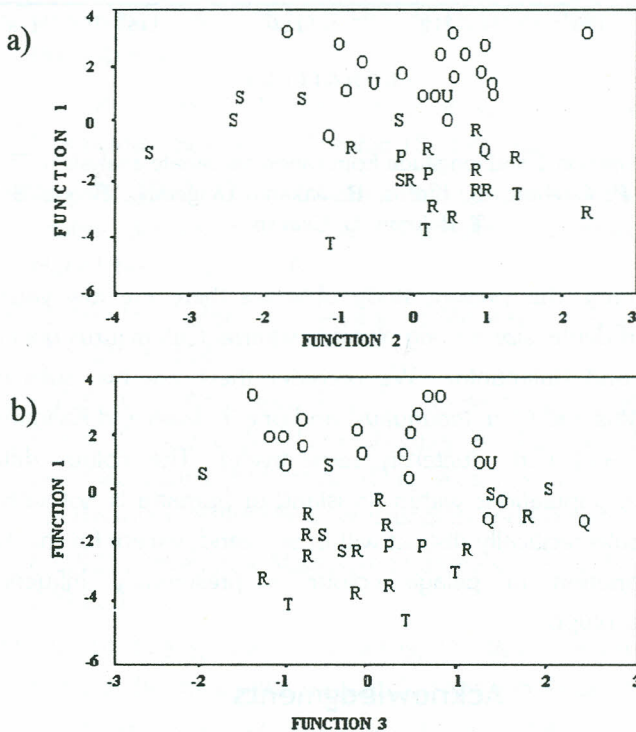 a)
4
O O O
O O
O O
O
2
O O
O
U O
O
S S O O U O
0
O S O
R
Q
R R Q
S
P R
R
P
-2
S R
R R T
R
R
R
-4
T
T
-6
FUNCTION 1
-4 -3 -2 -1 0 1 2 3
FUNCTION 2
b)
4
O O O
O
O
O O
2
O O O
O
O O
O S O U
S
O
0
S
S
R O
R
Q R
Q
R
R S
-2
P P
S R R
R
T
R
R
R
-4
T
T
-6
FUNCTION 1
-3 -2 -1 0 1 2 3
FUNCTION 3